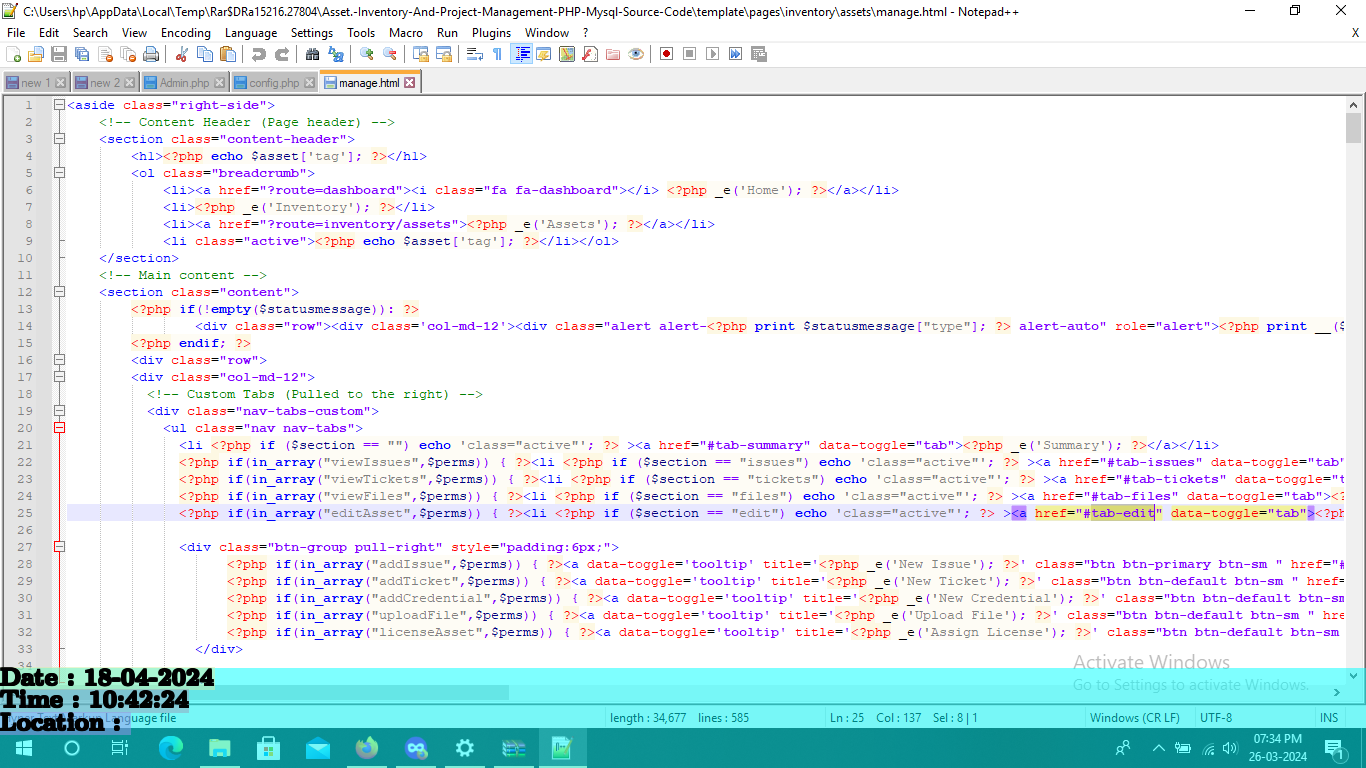 C:\Users\hp\AppData\Local\Temp\Rar$DRa15216.27804\Asset.-Inventory-And-Project-Management-PHP-Mysql-Source-Code\template\pages\inventory\assets\manage.html - Notepad++
File Edit Search View Encoding Language Settings Tools Macro Run Plugins Window ? X
new 1 new 2 Admin.php config.php manage.html
1 <aside class="right-side">
2 <!-- Content Header (Page header) -->
3 <section class="content-header">
4 <h1><?php echo $asset['tag']; ?></h1>
5 <ol class="breadcrumb">
6 <li><a href="?route=dashboard"><i class="fa fa-dashboard"></i> <?php _e('Home'); ?></a></li>
7 <li><?php _e('Inventory'); ?></li>
8 <li><a href="?route=inventory/assets"><?php _e('Assets'); ?></a></li>
9 <li class="active"><?php echo $asset['tag']; ?></li></ol>
10 </section>
11 <!-- Main content -->
12 <section class="content">
13 <?php if(!empty($statusmessage)): ?>
14 <div class="row"><div class='col-md-12'><div class="alert alert-<?php print $statusmessage["type"]; ?> alert-auto" role="alert"><?php print __($
15 <?php endif; ?>
16 <div class="row">
17 <div class="col-md-12">
18 <!-- Custom Tabs (Pulled to the right) -->
19 <div class="nav-tabs-custom">
20 <ul class="nav nav-tabs">
21 <li <?php if ($section == "") echo 'class="active"'; ?> ><a href="#tab-summary" data-toggle="tab"><?php _e('Summary'); ?></a></li>
22 <?php if(in_array("viewIssues",$perms)) { ?><li <?php if ($section == "issues") echo 'class="active"'; ?> ><a href="#tab-issues" data-toggle="tab"
23 <?php if(in_array("viewTickets",$perms)) { ?><li <?php if ($section == "tickets") echo 'class="active"'; ?> ><a href="#tab-tickets" data-toggle="t
24 <?php if(in_array("viewFiles",$perms)) { ?><li <?php if ($section == "files") echo 'class="active"'; ?> ><a href="#tab-files" data-toggle="tab"><?
25 <?php if(in_array("editAsset",$perms)) { ?><li <?php if ($section == "edit") echo 'class="active"'; ?> ><a href="#tab-edit" data-toggle="tab"><?ph
26
27 <div class="btn-group pull-right" style="padding:6px;">
28 <?php if(in_array("addIssue",$perms)) { ?><a data-toggle='tooltip' title='<?php _e('New Issue'); ?>' class="btn btn-primary btn-sm " href="#
29 <?php if(in_array("addTicket",$perms)) { ?><a data-toggle='tooltip' title='<?php _e('New Ticket'); ?>' class="btn btn-default btn-sm " href=
30 <?php if(in_array("addCredential",$perms)) { ?><a data-toggle='tooltip' title='<?php _e('New Credential'); ?>' class="btn btn-default btn-sm
31 <?php if(in_array("uploadFile",$perms)) { ?><a data-toggle='tooltip' title='<?php _e('Upload File'); ?>' class="btn btn-default btn-sm " hre
32 <?php if(in_array("licenseAsset",$perms)) { ?><a data-toggle='tooltip' title='<?php _e('Assign License'); ?>' class="btn btn-default btn-sm
33 </div>
34
Activate Windows
Go to Settings to activate Windows.
Date : 18-04-2024
Time : 10:42:24
Location :
Language file length : 34,677 lines : 585 Ln : 25 Col : 137 Sel : 8 | 1 Windows (CR LF) UTF-8 INS
07:34 PM
26-03-2024
1